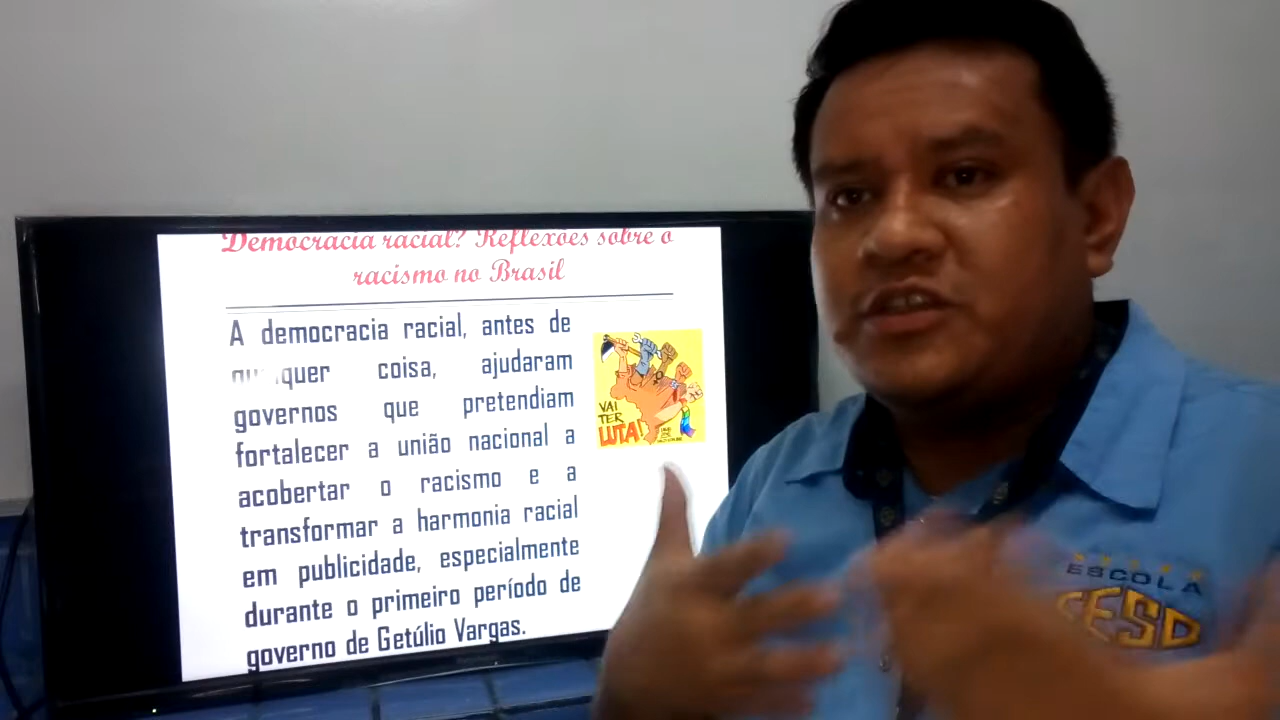 Democracia racial? Reflexões sobre o
racismo no Brasil
A democracia racial, antes de
qualquer coisa, ajudaram
governos que pretendiam
fortalecer a união nacional a
acobertar o racismo e a
transformar a harmonia racial
em publicidade, especialmente
durante o primeiro período de
governo de Getúlio Vargas.
VAI
TER
LUTA!
ESCOLA
CESD